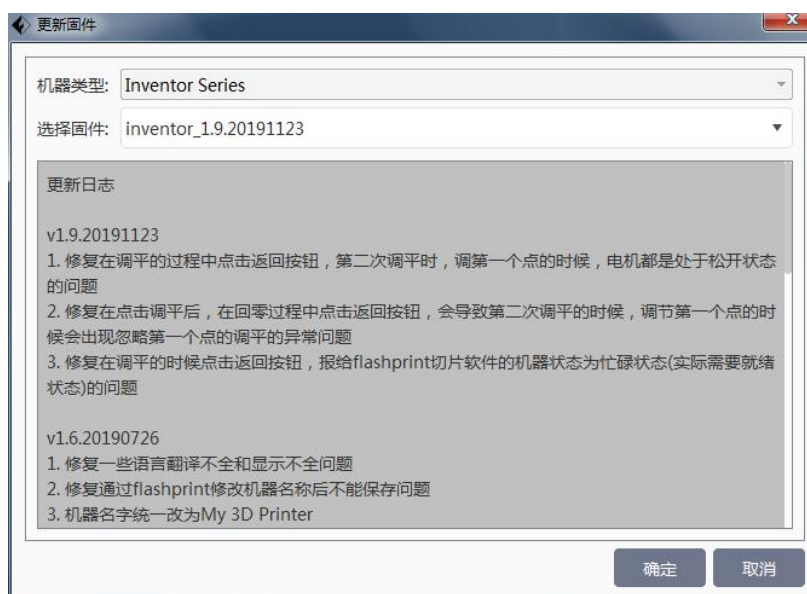 更新固件
机器类型: Inventor Series
选择固件: inventor_1.9.20191123
更新日志
v1.9.20191123
1. 修复在调平的过程中点击返回按钮，第二次调平时，调第一个点的时候，电机都是处于松开状态
的问题
2. 修复在点击调平后，在回零过程中点击返回按钮，会导致第二次调平的时候，调节第一个点的时
候会出现忽略第一个点的调平的异常问题
3. 修复在调平的时候点击返回按钮，报给flashprint切片软件的机器状态为忙碌状态(实际需要就绪
状态)的问题
v1.6.20190726
1. 修复一些语言翻译不全和显示不全问题
2. 修复通过flashprint修改机器名称后不能保存问题
3. 机器名字统一改为My 3D Printer
确定 取消